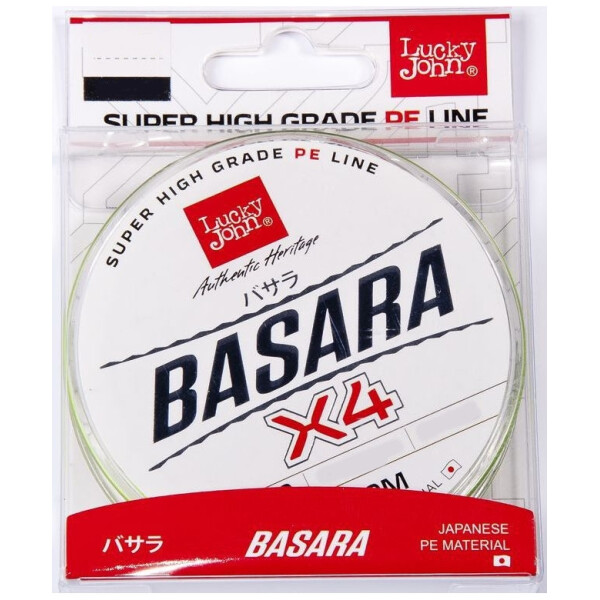 Lucky
John®
SUPER HIGH GRADE PE LINE
SUPER HIGH GRADE PE LINE
Lucky
John®
Authentic Heritage
バサラ
BASARA
X4
バサラ
BASARA
JAPANESE
PE MATERIAL